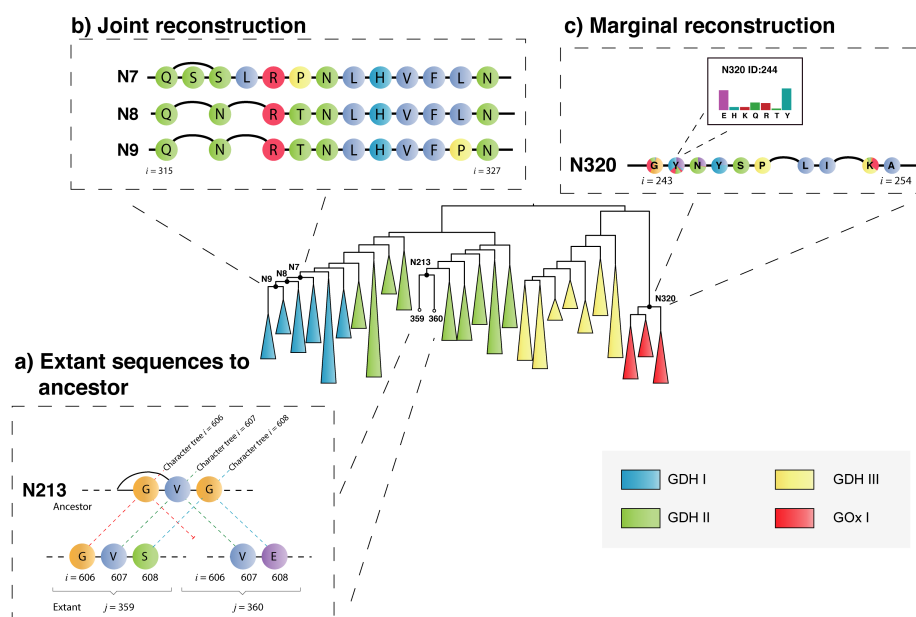 b) Joint reconstruction
N7 Q S S L R P N L H V F L N
N8 Q N R T N L H V F L N
N9 Q N R T N L H V F P N
i = 315 i = 327
c) Marginal reconstruction
N320 ID:244
E H K Q R T Y
N320 G Y N Y S P L I K A
i = 243 i = 254
N9 N8 N7 N213 N320
359 360
a) Extant sequences to
ancestor
Character tree i = 606
Character tree i = 607
Character tree i = 608
N213 G V G
Ancestor
G V S V E
i = 606 607 608 i = 606 607 608
Extant j = 359 j = 360
GDH I GDH III
GDH II GOx I